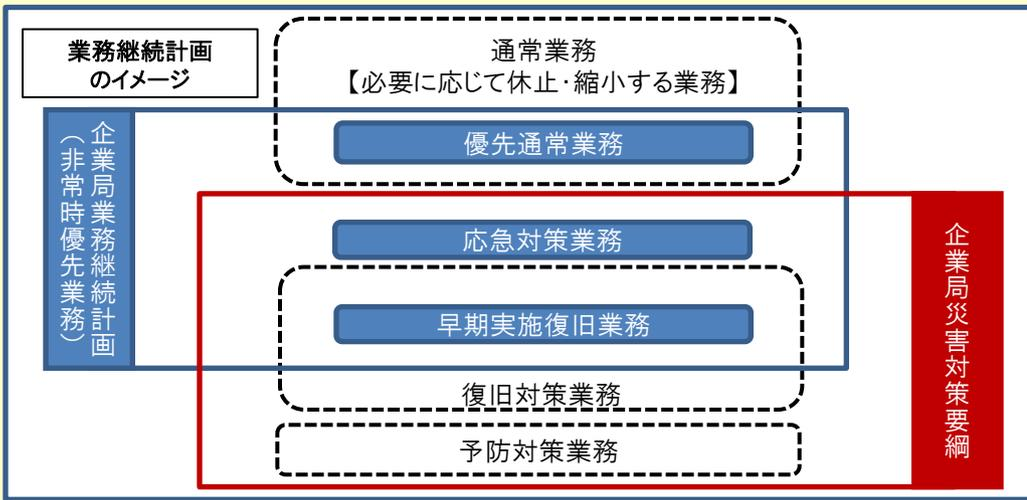 業務継続計画
のイメージ
通常業務
【必要に応じて休止・縮小する業務】
優先通常業務
企業局業務継続計画
（非常時優先業務）
応急対策業務
早期実施復旧業務
復旧対策業務
予防対策業務
企業局災害対策要綱